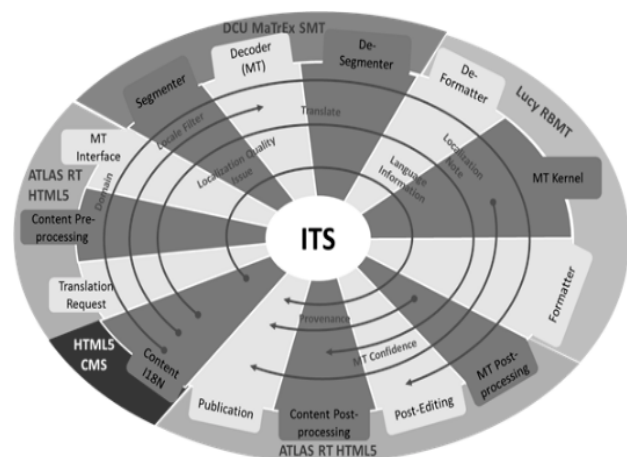 DCU MaTrEx SMT
Decoder
(MT)
De-
Segmenter
Segmenter
De-
Formatter
Lucy RBMT
Locale Filter
Translate
MT
Interface
Localization Quality
Issue
Language
Information
Localization
Note
ATLAS RT
HTML5
Domain
MT Kernel
Content Pre-
processing
ITS
Translation
Request
Formatter
Provenance
HTML5
CMS
Content
I18N
MT Confidence
MT Post-
processing
Publication
Content Post-
processing
Post-Editing
ATLAS RT HTML5